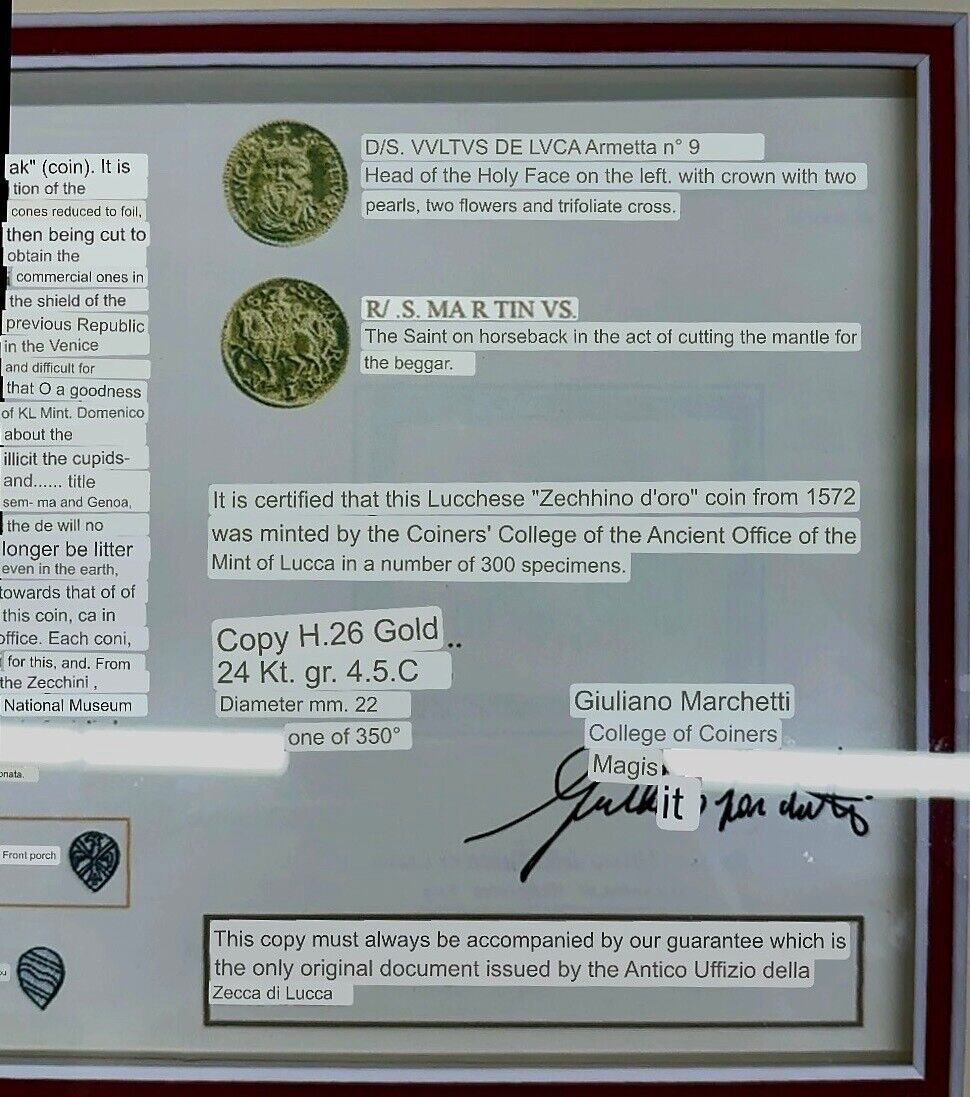 ak" (coin). It is
tion of the
cones reduced to foil,
then being cut to
obtain the
commercial ones in
the shield of the
previous Republic
in the Venice
and difficult for
that O a goodness
of KL Mint. Domenico
about the
illicit the cupids-
and...... title
sem- ma and Genoa,
the de will no
longer be litter
even in the earth,
towards that of of
this coin, ca in
office. Each coni,
for this, and. From
the Zecchini ,
National Museum
onata.
Front porch
D/S. VVLTVS DE LVCA Armetta n° 9
Head of the Holy Face on the left. with crown with two
pearls, two flowers and trifoliate cross.
R/ .S. MA R TIN VS.
The Saint on horseback in the act of cutting the mantle for
the beggar.
It is certified that this Lucchese "Zechhino d'oro" coin from 1572
was minted by the Coiners' College of the Ancient Office of the
Mint of Lucca in a number of 300 specimens.
Copy H.26 Gold ..
24 Kt. gr. 4.5.C
Diameter mm. 22
one of 350°
Giuliano Marchetti
College of Coiners
Magis
it
This copy must always be accompanied by our guarantee which is
the only original document issued by the Antico Uffizio della
Zecca di Lucca